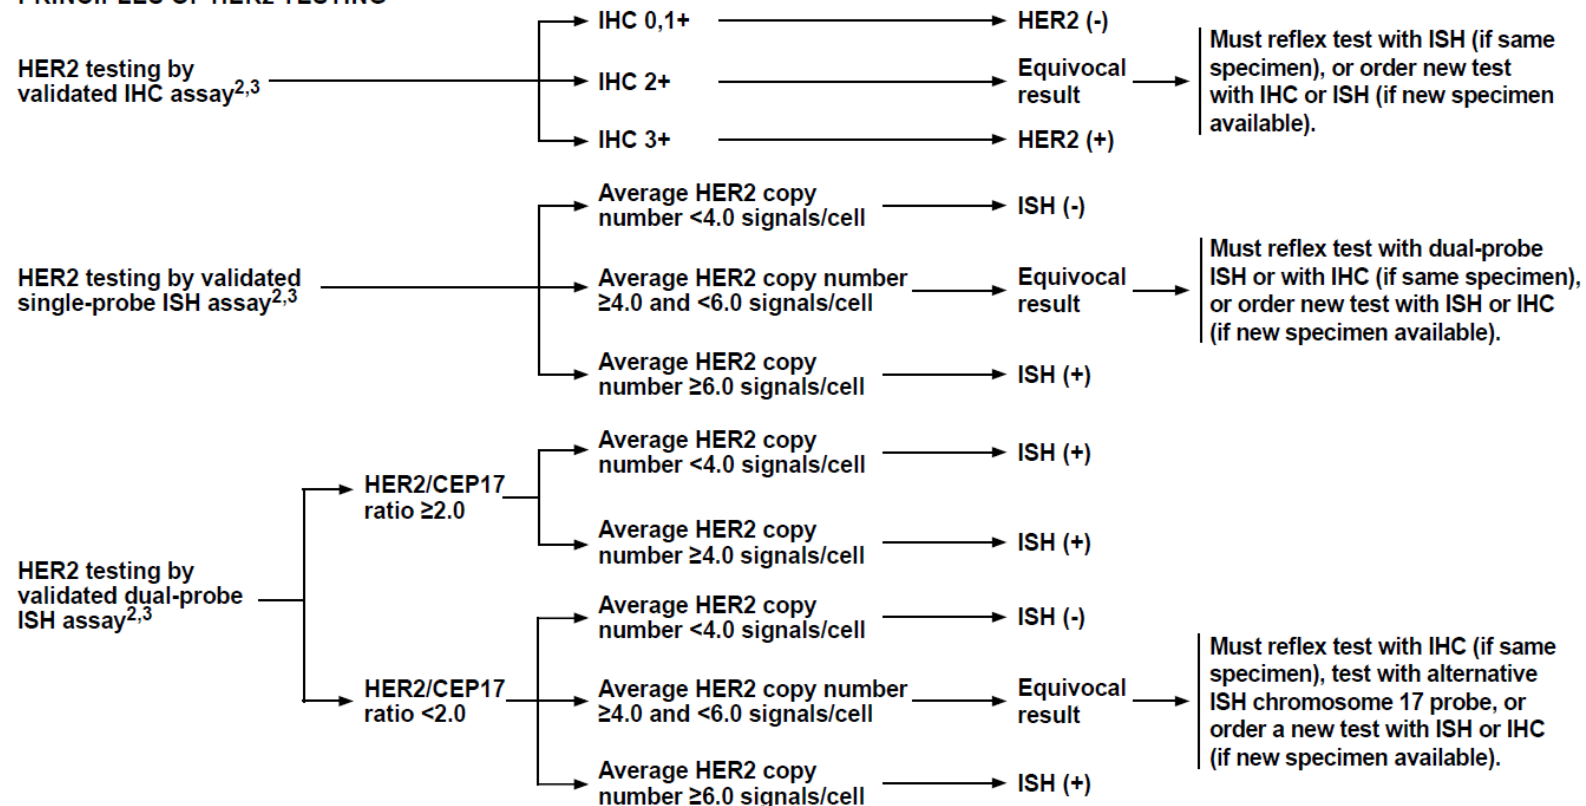 PRINCIPLES OF HER2 TESTING
HER2 testing by
validated IHC assay2,3
IHC 0,1+
HER2 (-)
IHC 2+
Equivocal
result
Must reflex test with ISH (if same
specimen), or order new test
with IHC or ISH (if new specimen
available).
IHC 3+
HER2 (+)
HER2 testing by validated
single-probe ISH assay2,3
Average HER2 copy
number <4.0 signals/cell
ISH (-)
Average HER2 copy number
≥4.0 and <6.0 signals/cell
Equivocal
result
Must reflex test with dual-probe
ISH or with IHC (if same specimen),
or order new test with ISH or IHC
(if new specimen available).
Average HER2 copy
number ≥6.0 signals/cell
ISH (+)
HER2 testing by
validated dual-probe
ISH assay2,3
HER2/CEP17
ratio ≥2.0
Average HER2 copy
number <4.0 signals/cell
ISH (+)
Average HER2 copy
number ≥4.0 signals/cell
ISH (+)
HER2/CEP17
ratio <2.0
Average HER2 copy
number <4.0 signals/cell
ISH (-)
Average HER2 copy number
≥4.0 and <6.0 signals/cell
Equivocal
result
Must reflex test with IHC (if same
specimen), test with alternative
ISH chromosome 17 probe, or
order a new test with ISH or IHC
(if new specimen available).
Average HER2 copy
number ≥6.0 signals/cell
ISH (+)